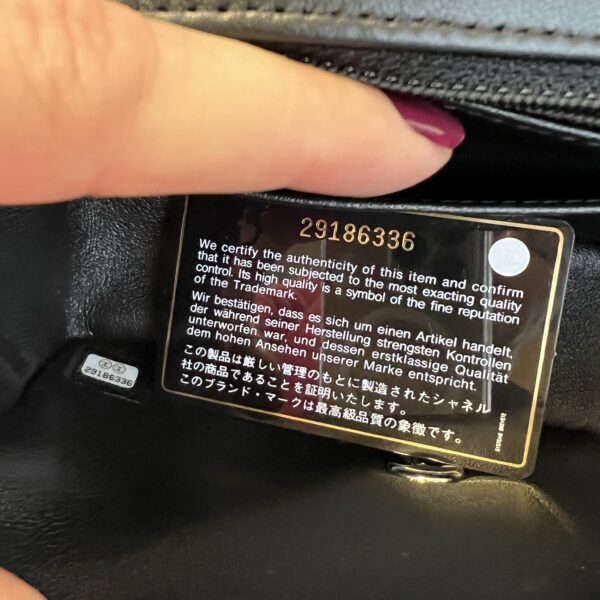 29186336
We certify the authenticity of this item and confirm
that it has been subjected to the most exacting quality
control. Its high quality is a symbol of the fine reputation
of the Trademark.
Wir bestätigen, dass es sich um einen Artikel handelt,
der während seiner Herstellung strengsten Kontrollen
unterworfen war, und dessen erstklassige Qualität
dem hohen Ansehen unserer Marke entspricht.
この製品は厳しい管理のもとに製造されたシャネル
社の商品であることを証明いたします。
このブランド・マークは最高級品質の象徴です。
29186336